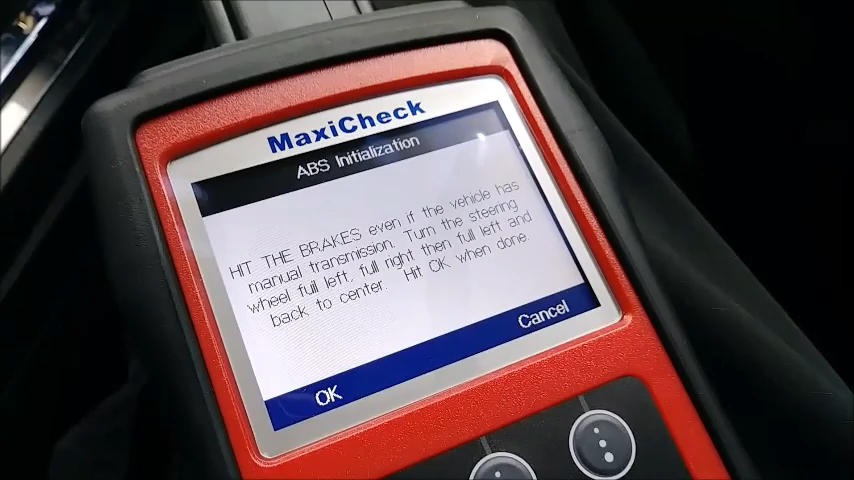 MaxiCheck
ABS Initialization
HIT THE BRAKES even if the vehicle has
manual transmission. Turn the steering
wheel full left, full right then full left and
back to center. Hit OK when done.
Cancel
OK